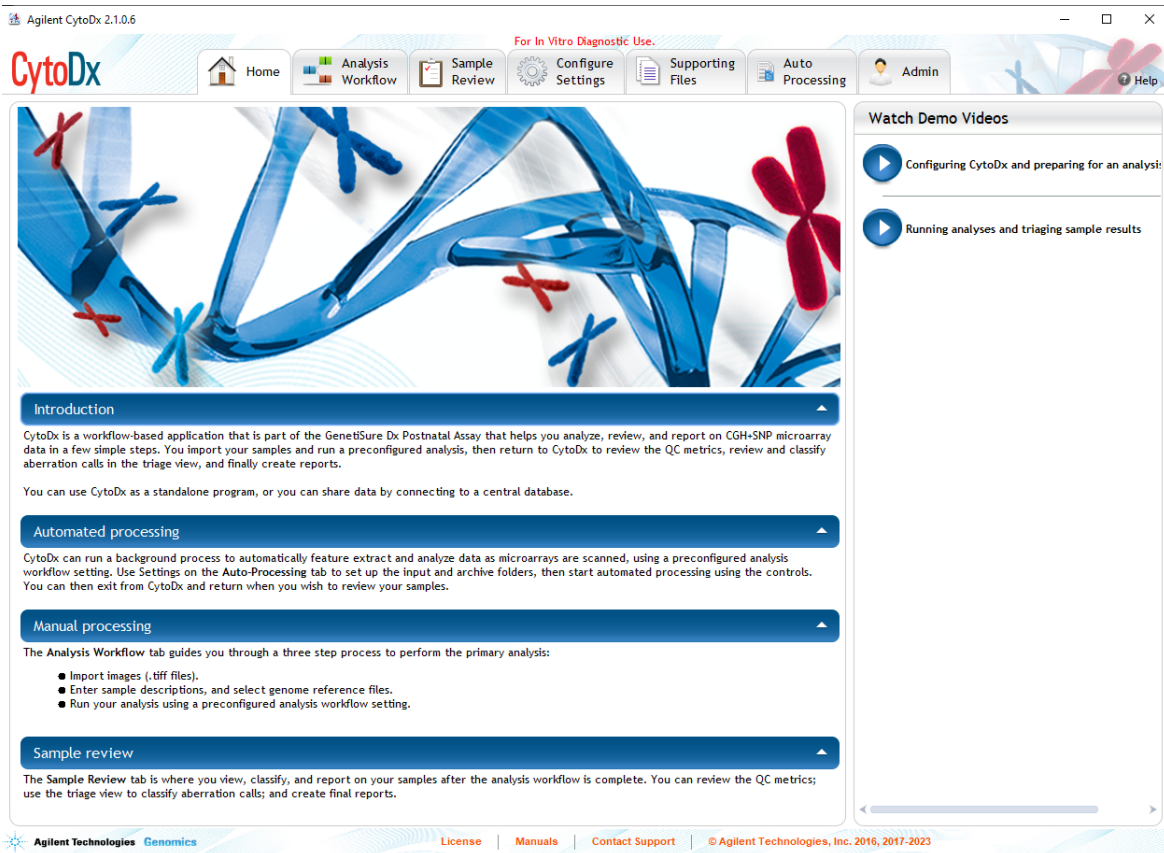 Agilent CytoDx 2.1.0.6
For In Vitro Diagnostic Use.
CytoDx
Home
Analysis
Workflow
Sample
Review
Configure
Settings
Supporting
Files
Auto
Processing
Admin
Help
Watch Demo Videos
Configuring CytoDx and preparing for an analysis
Running analyses and triaging sample results
Introduction
CytoDx is a workflow-based application that is part of the GenetiSure Dx Postnatal Assay that helps you analyze, review, and report on CGH+SNP microarray
data in a few simple steps. You import your samples and run a preconfigured analysis, then return to CytoDx to review the QC metrics, review and classify
aberration calls in the triage view, and finally create reports.
You can use CytoDx as a standalone program, or you can share data by connecting to a central database.
Automated processing
CytoDx can run a background process to automatically feature extract and analyze data as microarrays are scanned, using a preconfigured analysis
workflow setting. Use Settings on the Auto-Processing tab to set up the input and archive folders, then start automated processing using the controls.
You can then exit from CytoDx and return when you wish to review your samples.
Manual processing
The Analysis Workflow tab guides you through a three step process to perform the primary analysis:
● Import images (.tiff files).
● Enter sample descriptions, and select genome reference files.
● Run your analysis using a preconfigured analysis workflow setting.
Sample review
The Sample Review tab is where you view, classify, and report on your samples after the analysis workflow is complete. You can review the QC metrics;
use the triage view to classify aberration calls; and create final reports.
Agilent Technologies Genomics
License
Manuals
Contact Support
© Agilent Technologies, Inc. 2016, 2017-2023